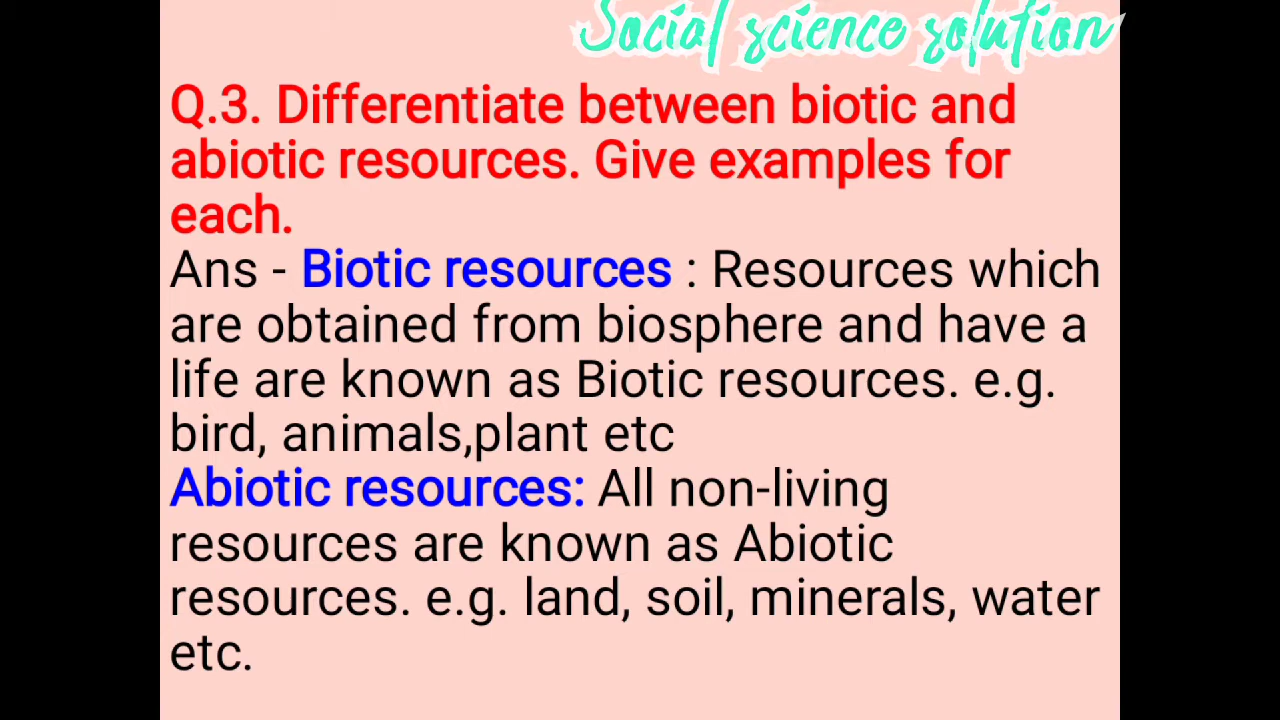 Social science solution
Q.3. Differentiate between biotic and
abiotic resources. Give examples for
each.
Ans - Biotic resources : Resources which
are obtained from biosphere and have a
life are known as Biotic resources. e.g.
bird, animals,plant etc
Abiotic resources: All non-living
resources are known as Abiotic
resources. e.g. land, soil, minerals, water
etc.